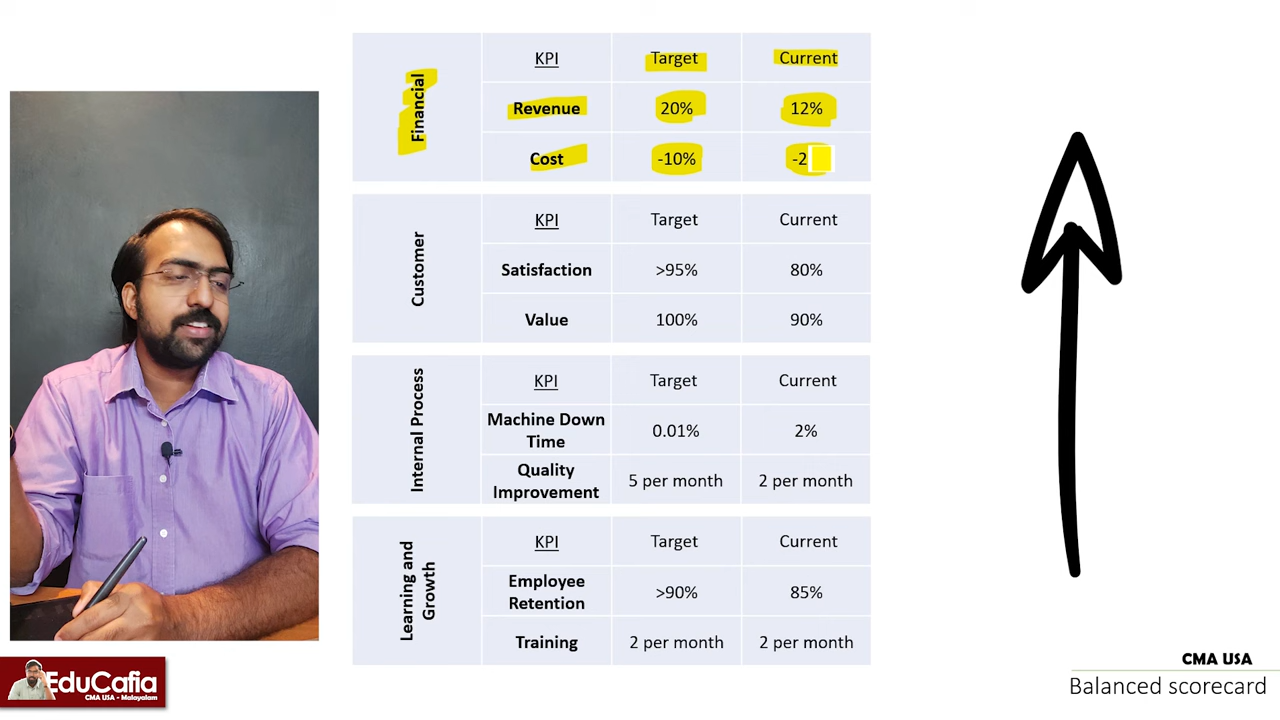 Financial
KPI Target Current
Revenue 20% 12%
Cost -10% -2
Customer
KPI Target Current
Satisfaction >95% 80%
Value 100% 90%
Internal Process
KPI Target Current
Machine Down
Time
0.01% 2%
Quality
Improvement
5 per month 2 per month
Learning and
Growth
KPI Target Current
Employee
Retention
>90% 85%
Training 2 per month 2 per month
EduCafia
CMA USA - Malayalam
CMA USA
Balanced scorecard